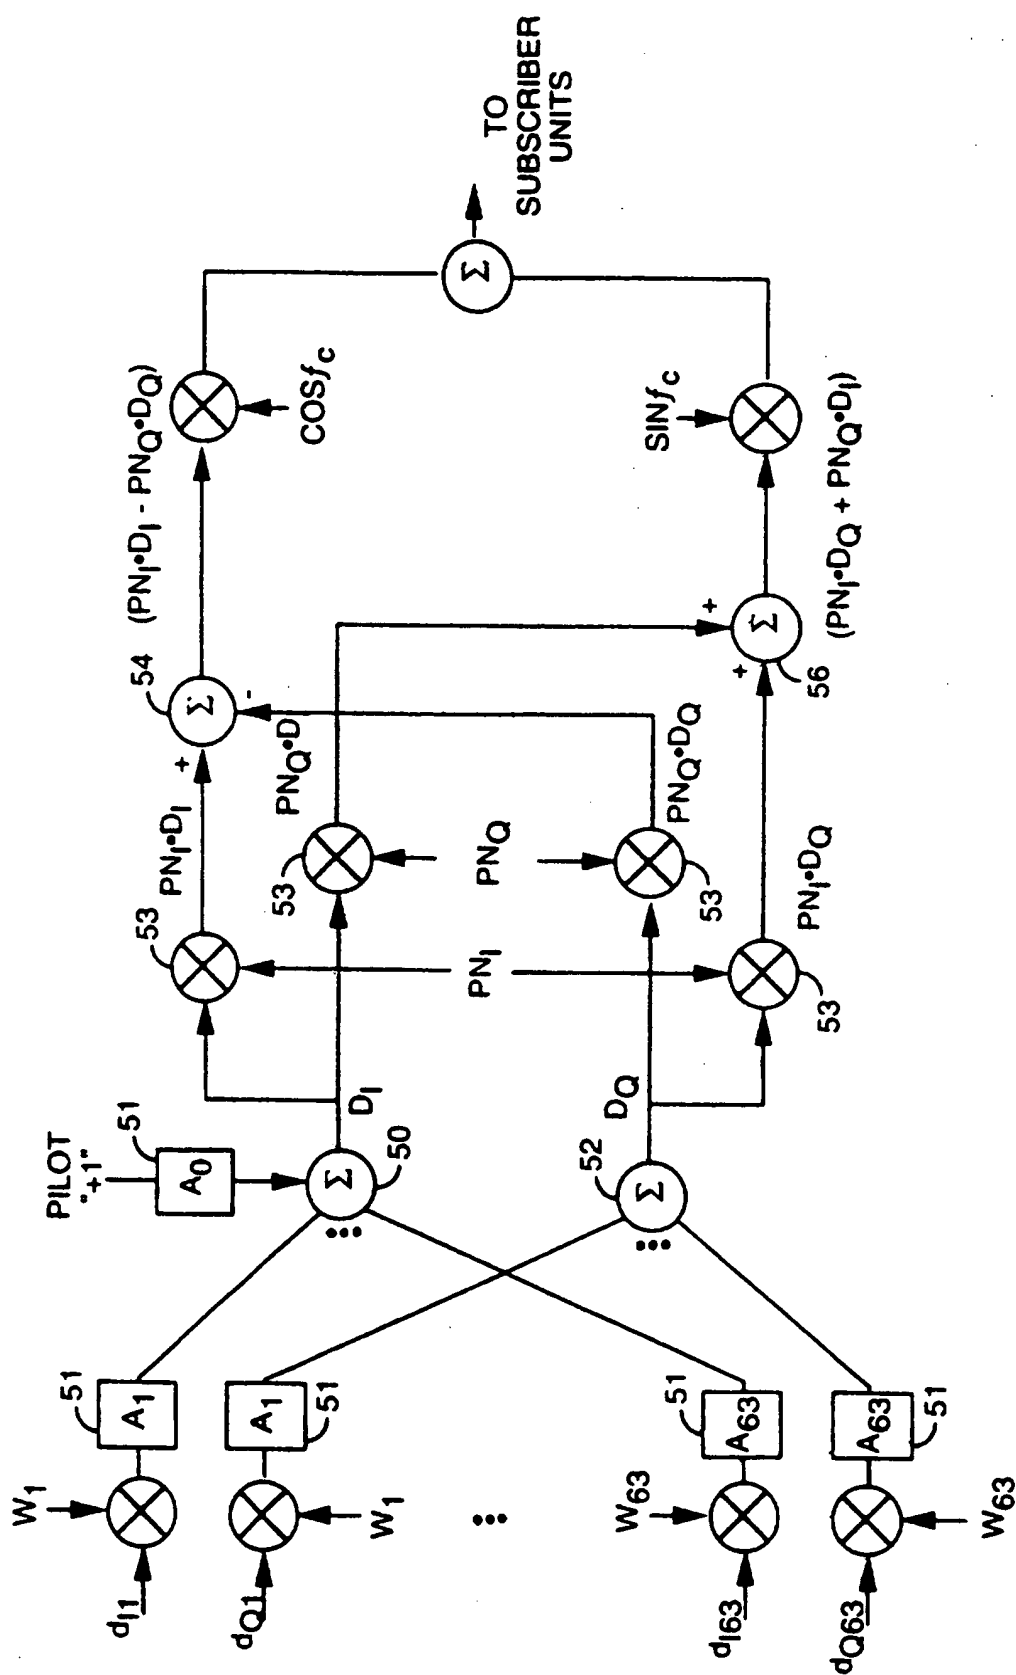 W1
dI1
51
A1
dQ1
A1
51
W1
W63
dI63
51
A63
dQ63
A63
51
W63
PILOT
"+1"
51
A0
Σ
50
DI
52
Σ
DQ
53
PNI•DI
+
53
PNQ•D
PNI
PNQ
PNQ•DQ
53
53
PNI•DQ
54
Σ
-
(PNI•DI - PNQ•DQ)
COSfc
+
+
Σ
56
(PNI•DQ + PNQ•DI)
SINfc
Σ
TO
SUBSCRIBER
UNITS